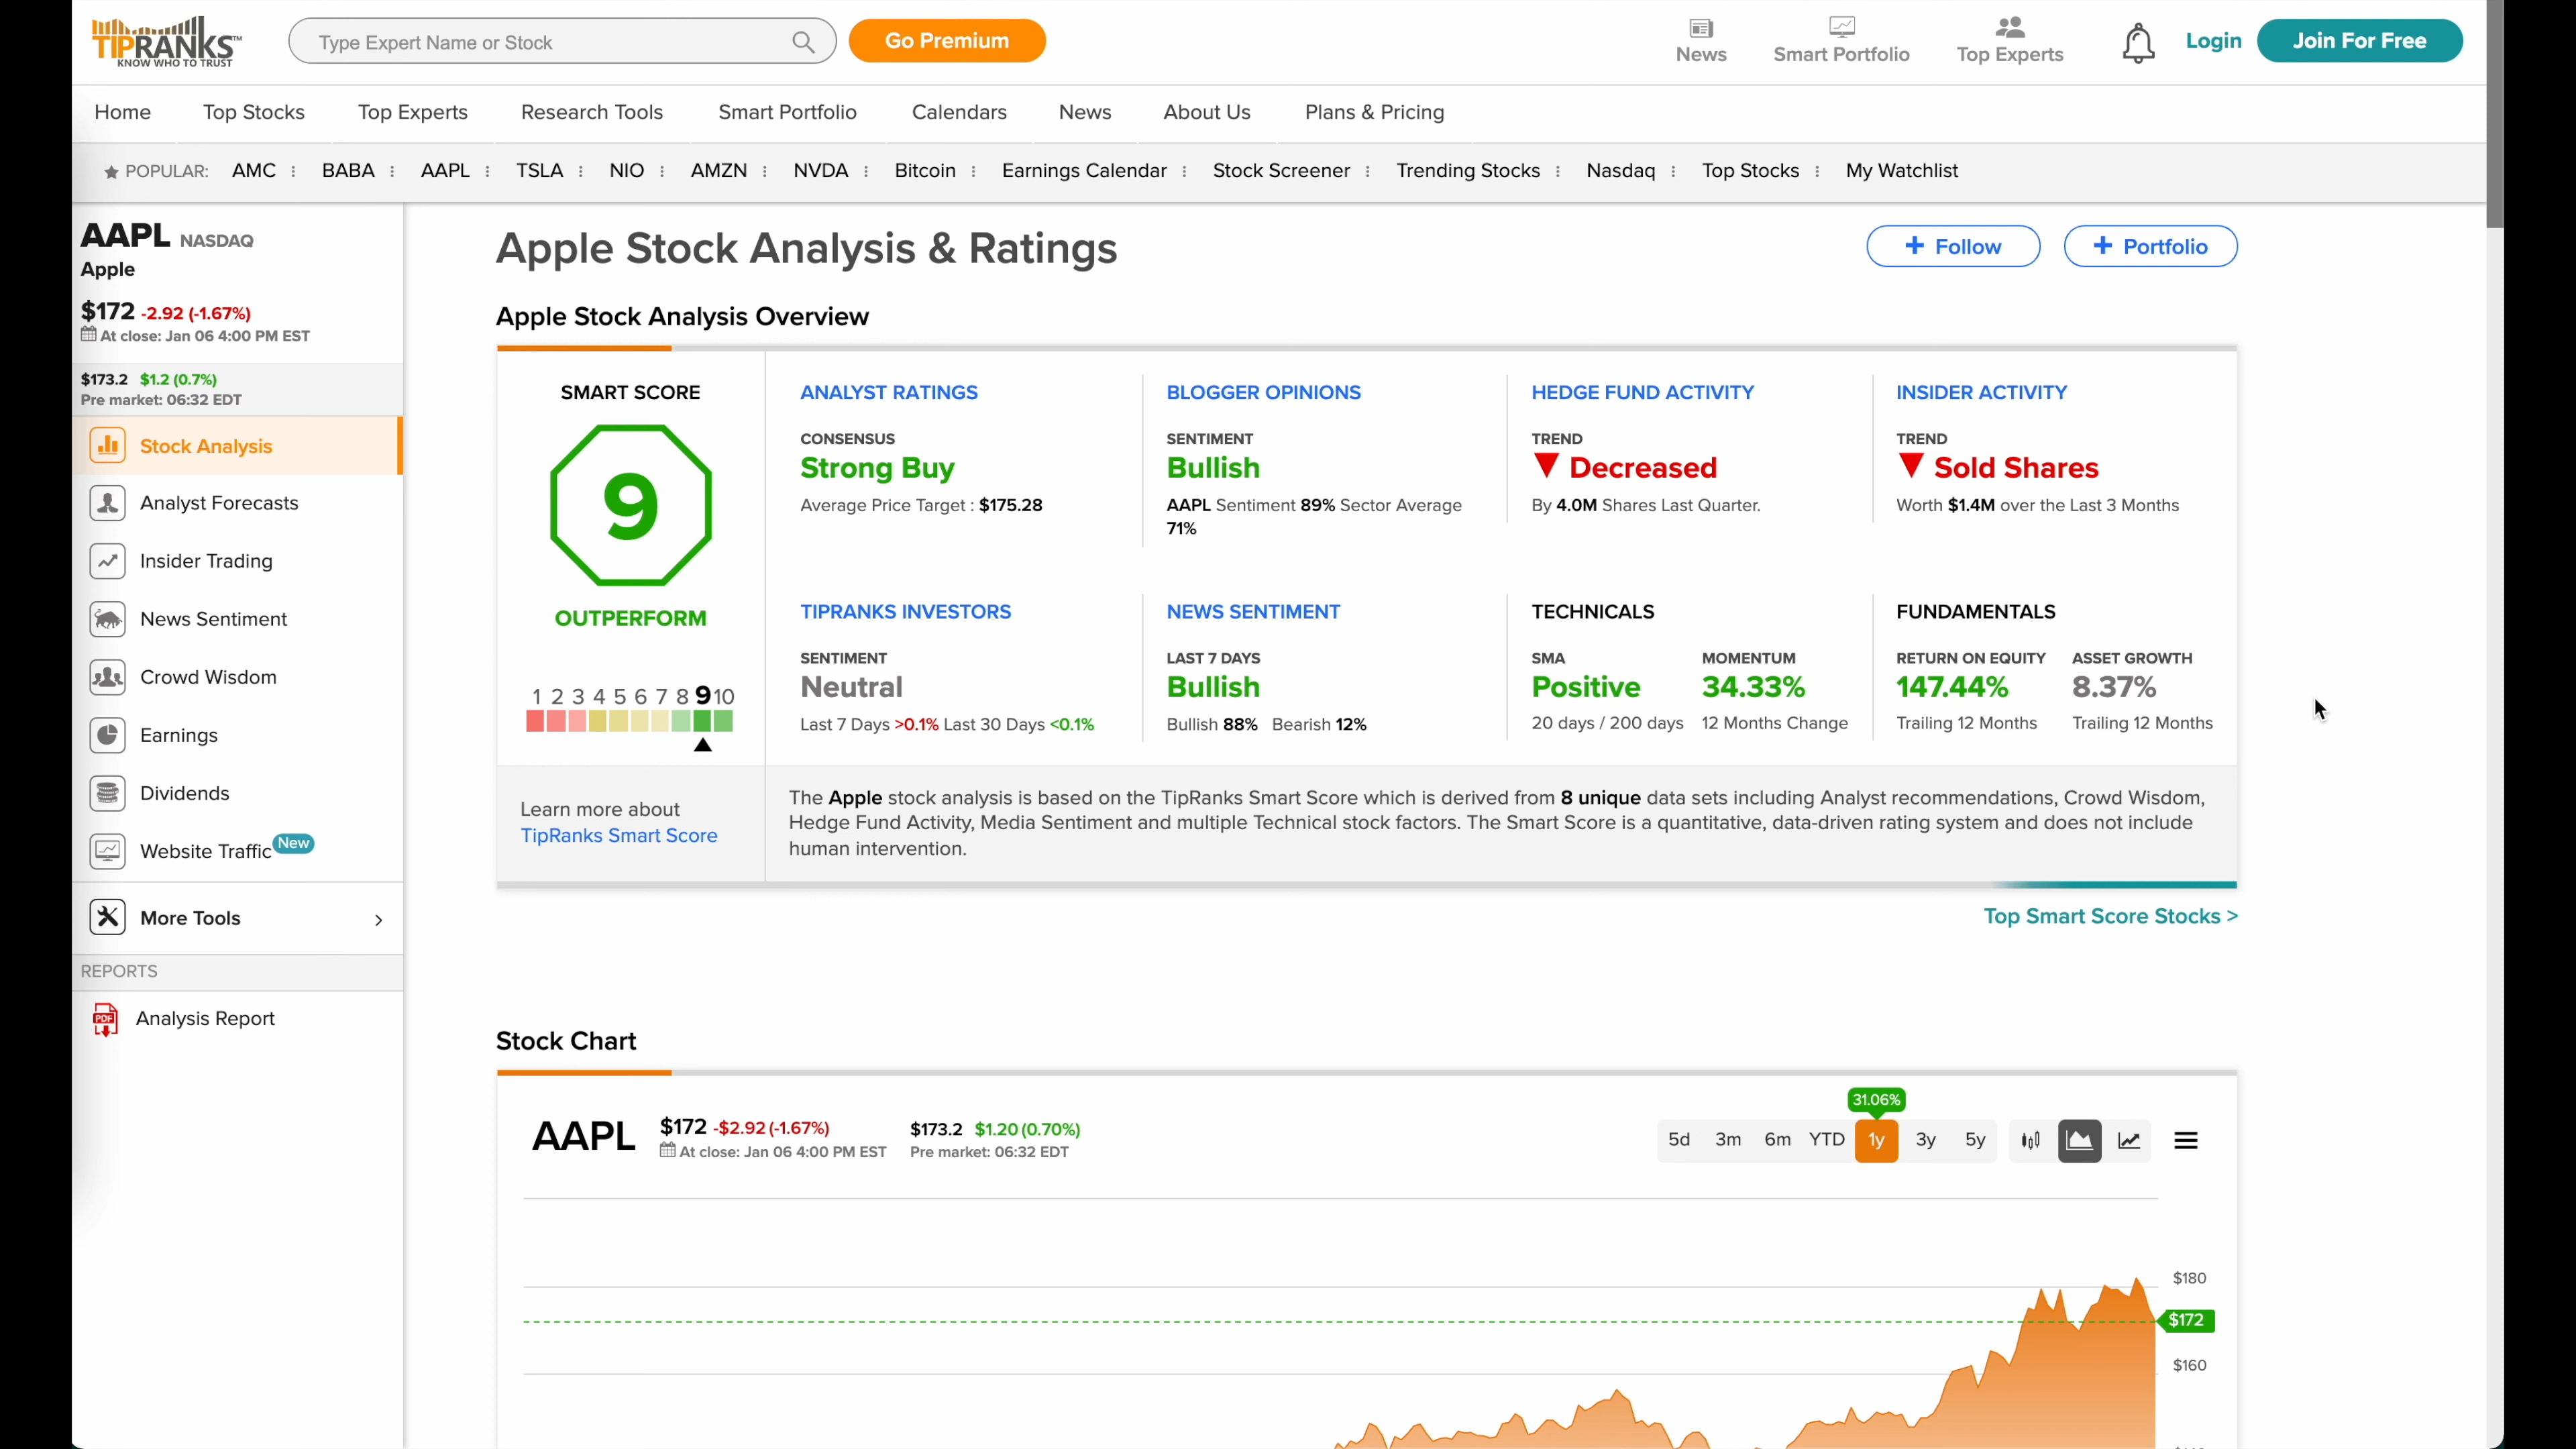 TIPRANKS™
KNOW WHO TO TRUST
Type Expert Name or Stock
Go Premium
News
Smart Portfolio
Top Experts
Login
Join For Free
Home Top Stocks Top Experts Research Tools Smart Portfolio Calendars News About Us Plans & Pricing
POPULAR: AMC BABA AAPL TSLA NIO AMZN NVDA Bitcoin Earnings Calendar Stock Screener Trending Stocks Nasdaq Top Stocks My Watchlist
AAPL NASDAQ
Apple
$172 -2.92 (-1.67%)
At close: Jan 06 4:00 PM EST
$173.2 $1.2 (0.7%)
Pre market: 06:32 EDT
Stock Analysis
Analyst Forecasts
Insider Trading
News Sentiment
Crowd Wisdom
Earnings
Dividends
Website Traffic New
More Tools
REPORTS
PDF
Analysis Report
Apple Stock Analysis & Ratings
+ Follow
+ Portfolio
Apple Stock Analysis Overview
SMART SCORE
9
OUTPERFORM
1 2 3 4 5 6 7 8 9 10
ANALYST RATINGS
CONSENSUS
Strong Buy
Average Price Target : $175.28
BLOGGER OPINIONS
SENTIMENT
Bullish
AAPL Sentiment 89% Sector Average
71%
HEDGE FUND ACTIVITY
TREND
Decreased
By 4.0M Shares Last Quarter.
INSIDER ACTIVITY
TREND
Sold Shares
Worth $1.4M over the Last 3 Months
TIPRANKS INVESTORS
SENTIMENT
Neutral
Last 7 Days >0.1% Last 30 Days <0.1%
NEWS SENTIMENT
LAST 7 DAYS
Bullish
Bullish 88% Bearish 12%
TECHNICALS
SMA
Positive
20 days / 200 days
MOMENTUM
34.33%
12 Months Change
FUNDAMENTALS
RETURN ON EQUITY
147.44%
Trailing 12 Months
ASSET GROWTH
8.37%
Trailing 12 Months
Learn more about
TipRanks Smart Score
The Apple stock analysis is based on the TipRanks Smart Score which is derived from 8 unique data sets including Analyst recommendations, Crowd Wisdom,
Hedge Fund Activity, Media Sentiment and multiple Technical stock factors. The Smart Score is a quantitative, data-driven rating system and does not include
human intervention.
Top Smart Score Stocks >
Stock Chart
AAPL
$172 -$2.92 (-1.67%)
At close: Jan 06 4:00 PM EST
$173.2 $1.20 (0.70%)
Pre market: 06:32 EDT
31.06%
5d 3m 6m YTD 1y 3y 5y
$180
$172
$160